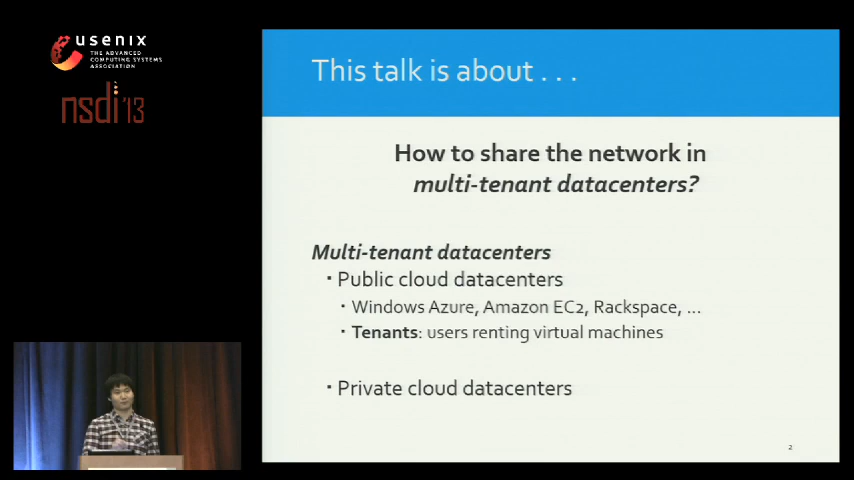 usenix
THE ADVANCED
COMPUTING SYSTEMS
ASSOCIATION
nsdi '13
This talk is about . . .
How to share the network in
multi-tenant datacenters?
Multi-tenant datacenters
▪ Public cloud datacenters
▪ Windows Azure, Amazon EC2, Rackspace, ...
▪ Tenants: users renting virtual machines
▪ Private cloud datacenters
2